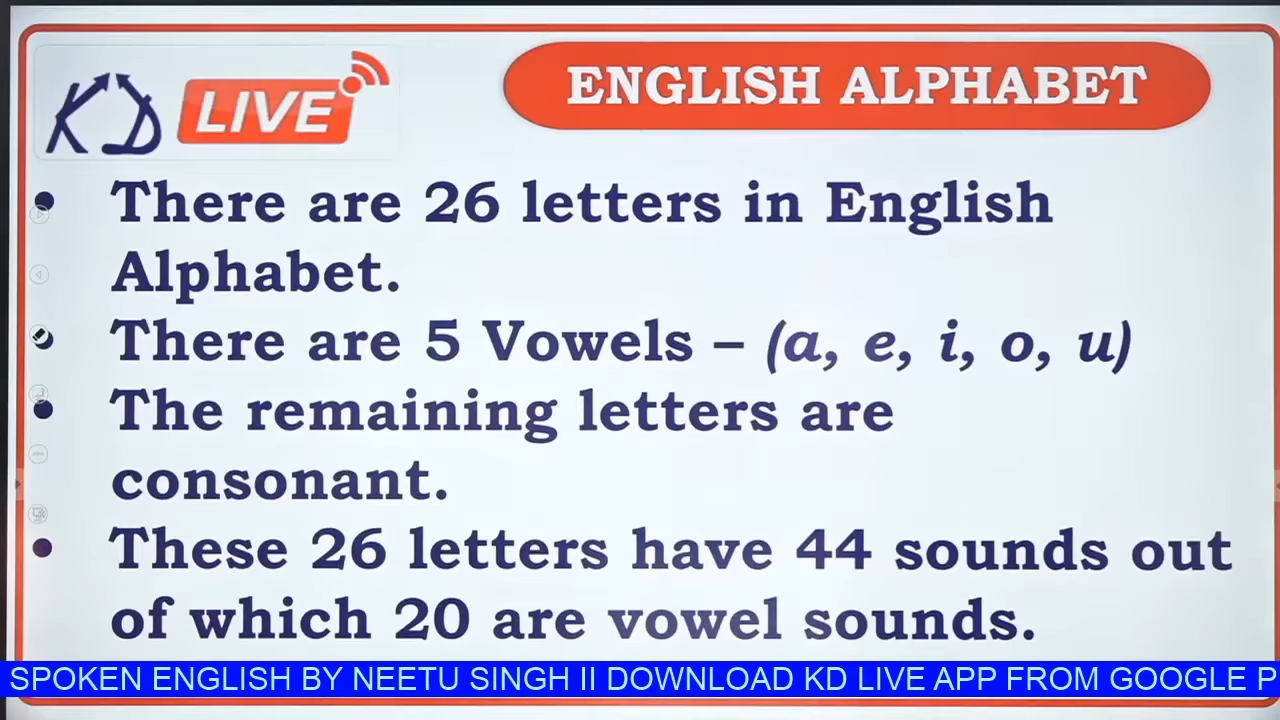 KD LIVE
ENGLISH ALPHABET
• There are 26 letters in English
Alphabet.
• There are 5 Vowels – (a, e, i, o, u)
• The remaining letters are
consonant.
• These 26 letters have 44 sounds out
of which 20 are vowel sounds.
SPOKEN ENGLISH BY NEETU SINGH II DOWNLOAD KD LIVE APP FROM GOOGLE P